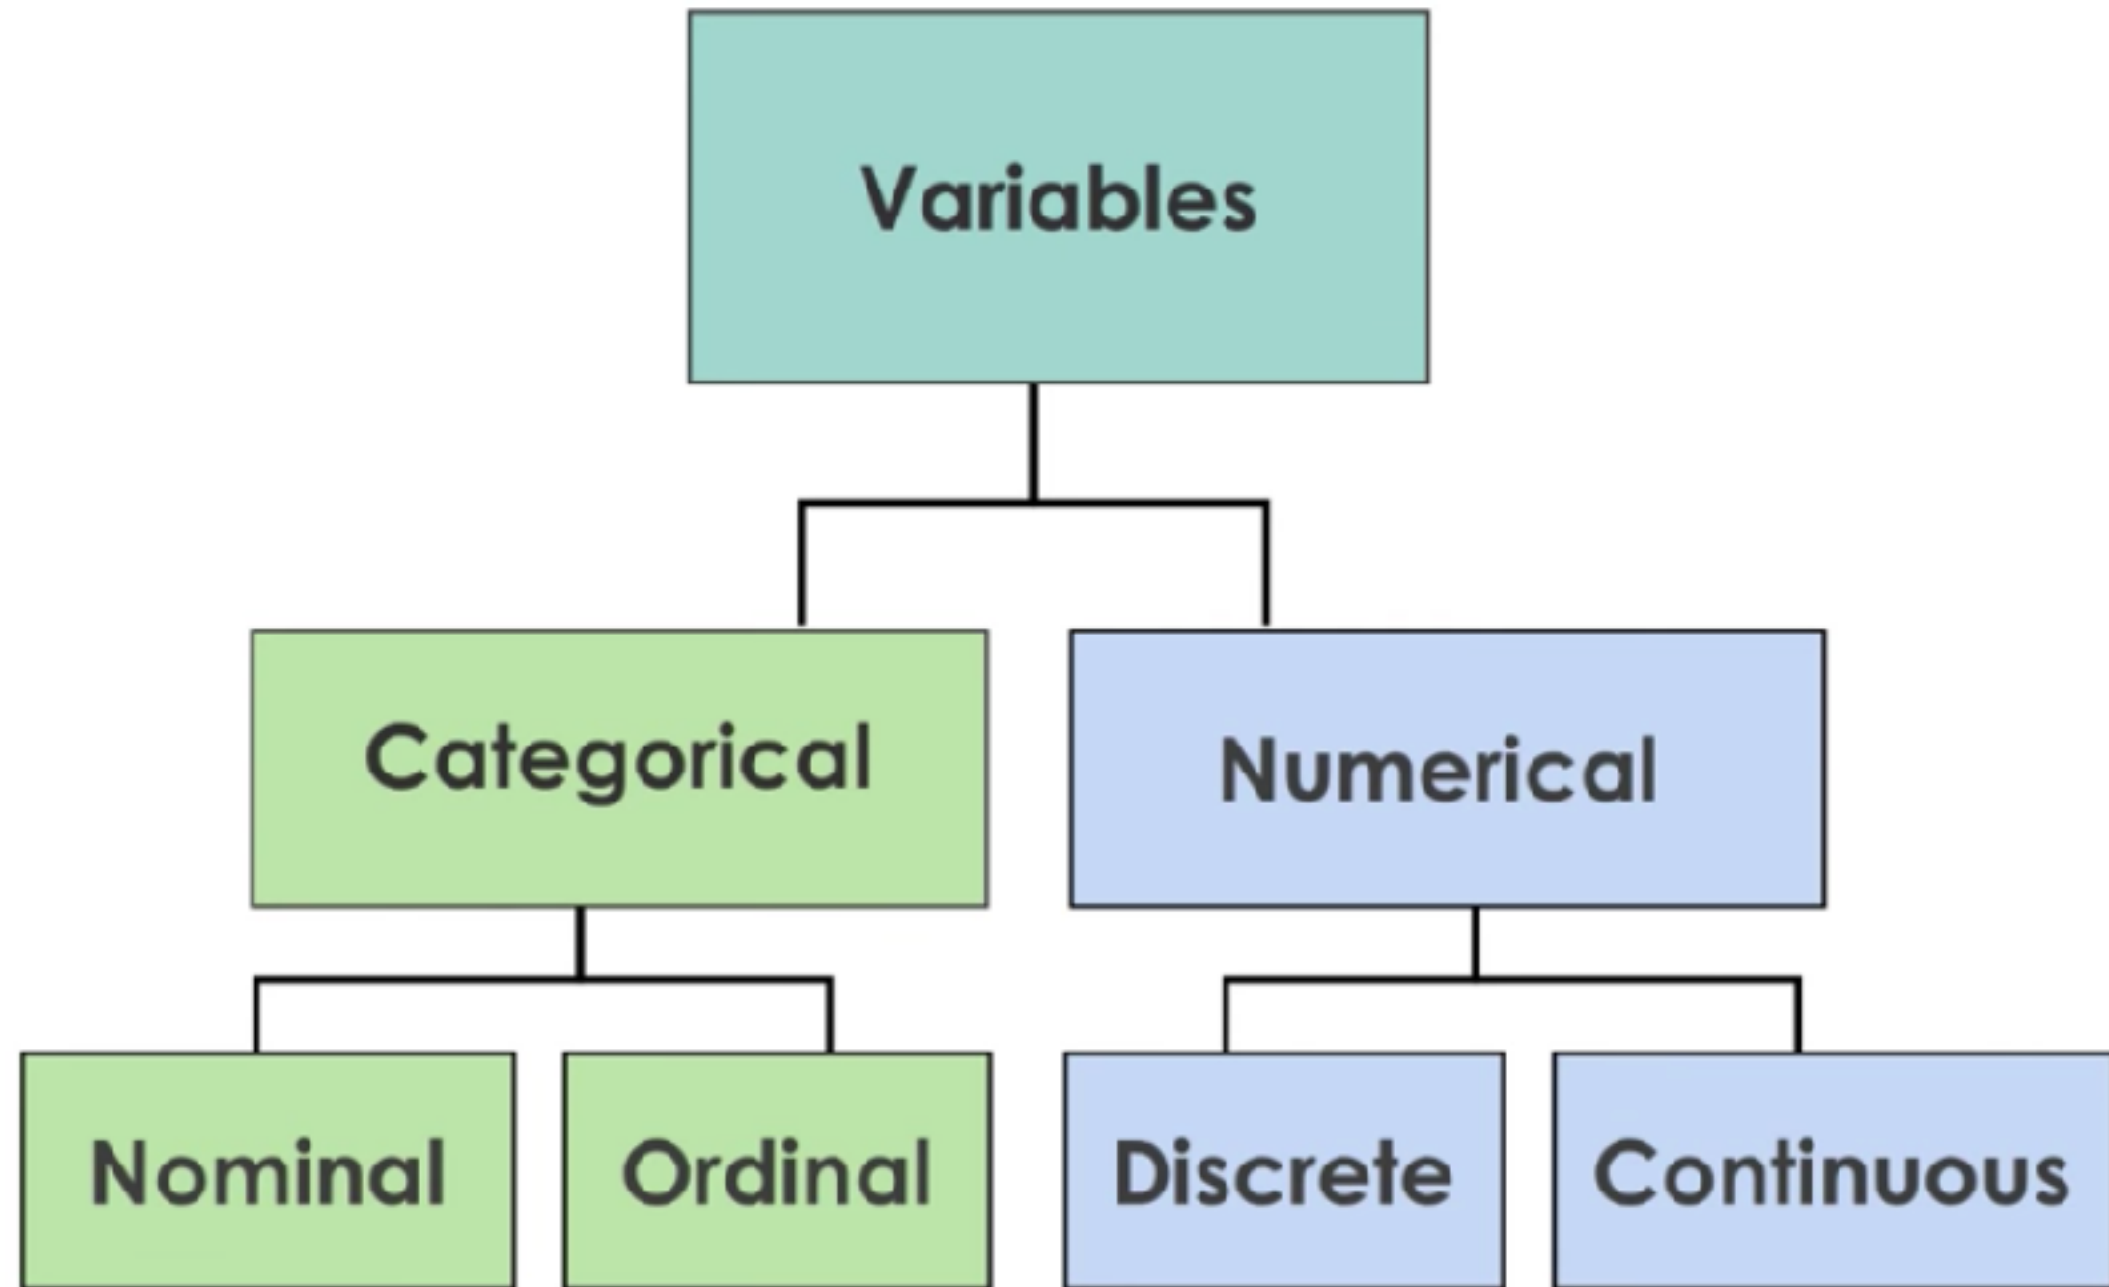 Variables
Categorical
Numerical
Nominal
Ordinal
Discrete
Continuous